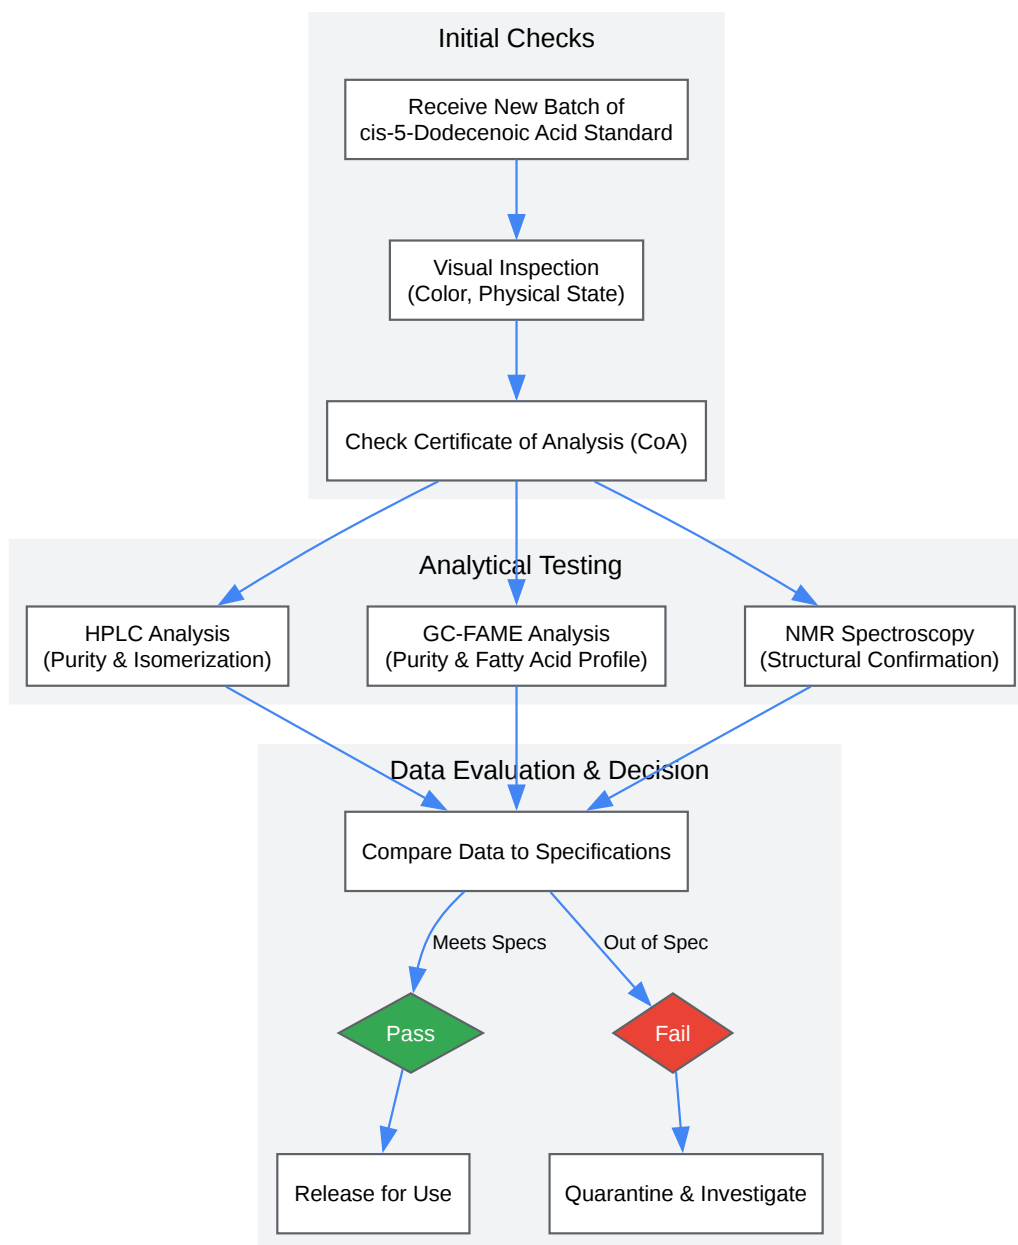 Initial Checks
Receive New Batch of
cis-5-Dodecenoic Acid Standard
Visual Inspection
(Color, Physical State)
Check Certificate of Analysis (CoA)
Analytical Testing
HPLC Analysis
(Purity & Isomerization)
GC-FAME Analysis
(Purity & Fatty Acid Profile)
NMR Spectroscopy
(Structural Confirmation)
Data Evaluation & Decision
Compare Data to Specifications
Meets Specs
Out of Spec
Pass
Fail
Release for Use
Quarantine & Investigate